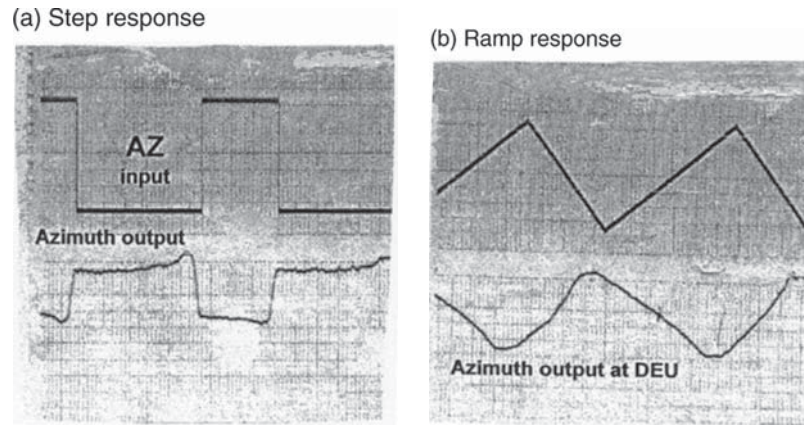 (a) Step response
AZ
input
Azimuth output
(b) Ramp response
Azimuth output at DEU